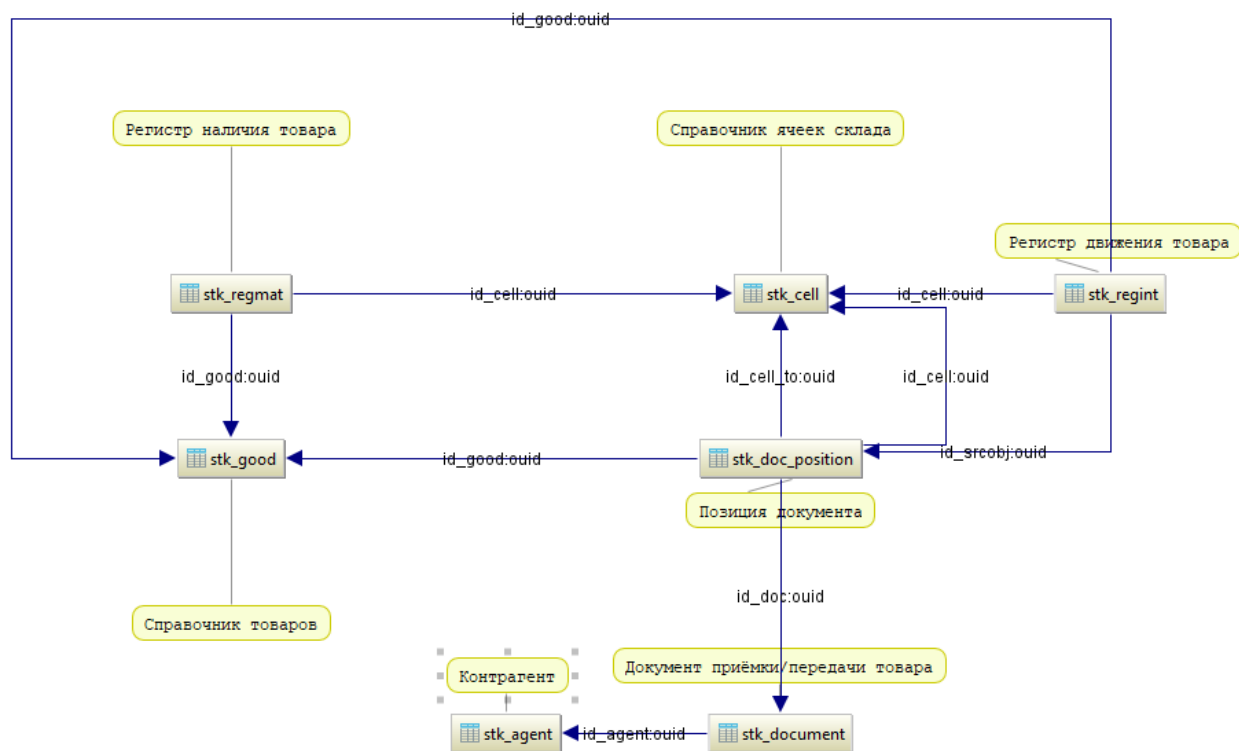 id_good:ouid
Регистр наличия товара
Справочник ячеек склада
Регистр движения товара
stk_regmat
id_cell:ouid
stk_cell
id_cell:ouid
stk_regint
id_good:ouid
id_cell_to:ouid
id_cell:ouid
stk_good
id_good:ouid
stk_doc_position
id_srcobj:ouid
Позиция документа
id_doc:ouid
Справочник товаров
Контрагент
Документ приёмки/передачи товара
stk_agent
id_agent:ouid
stk_document